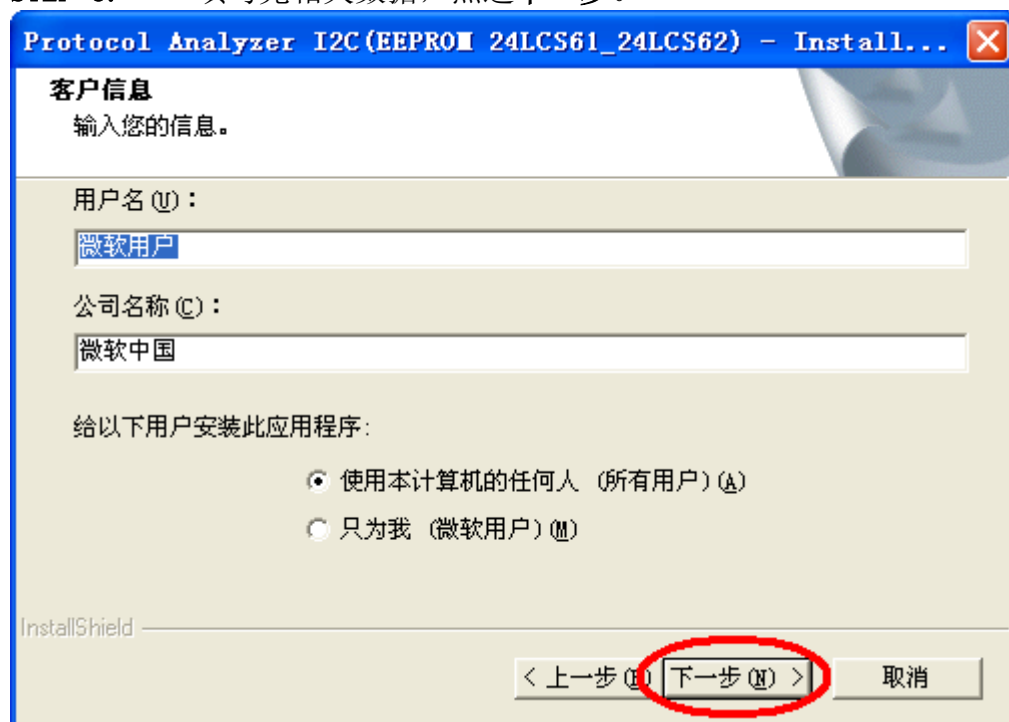 Protocol Analyzer I2C(EEPROM 24LCS61_24LCS62) - Install...
客户信息
输入您的信息。
用户名(U):
微软用户
公司名称(C):
微软中国
给以下用户安装此应用程序:
使用本计算机的任何人 (所有用户)(A)
只为我 (微软用户)(M)
InstallShield
< 上一步(B) 下一步(N) > 取消